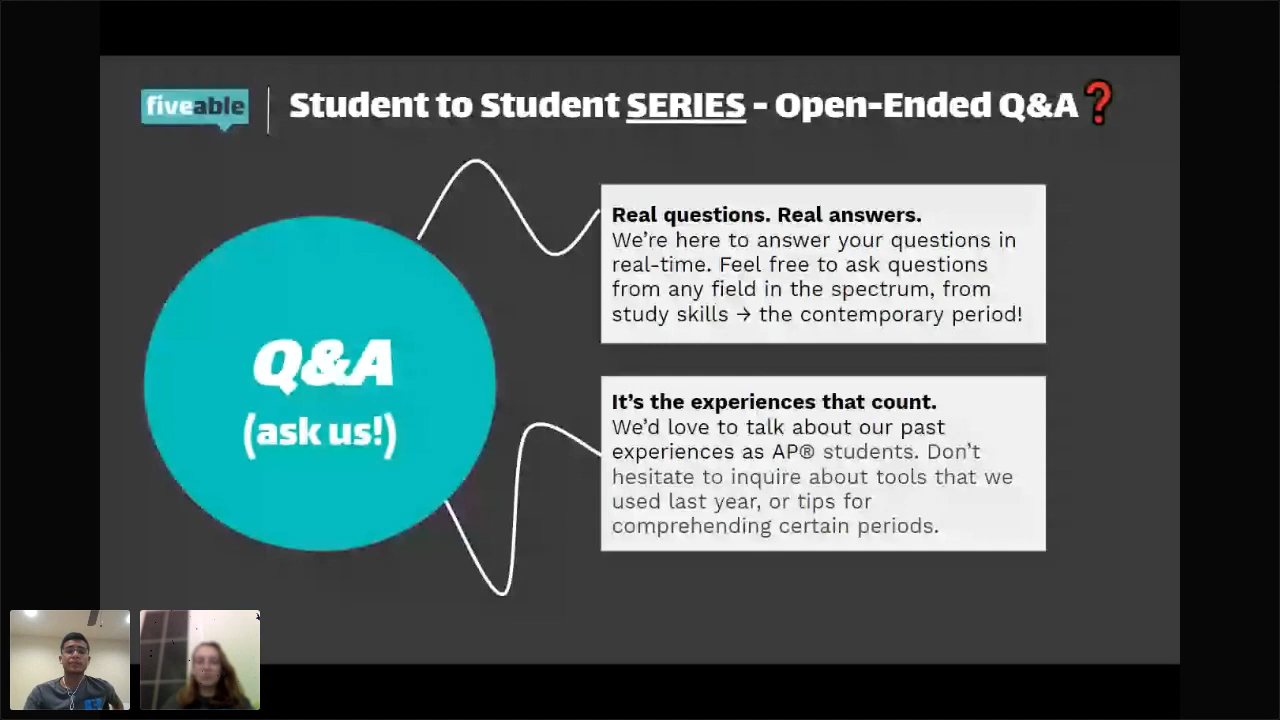 fiveable
Student to Student SERIES - Open-Ended Q&A❓
Q&A
(ask us!)
Real questions. Real answers.
We're here to answer your questions in
real-time. Feel free to ask questions
from any field in the spectrum, from
study skills → the contemporary period!
It's the experiences that count.
We'd love to talk about our past
experiences as AP® students. Don't
hesitate to inquire about tools that we
used last year, or tips for
comprehending certain periods.